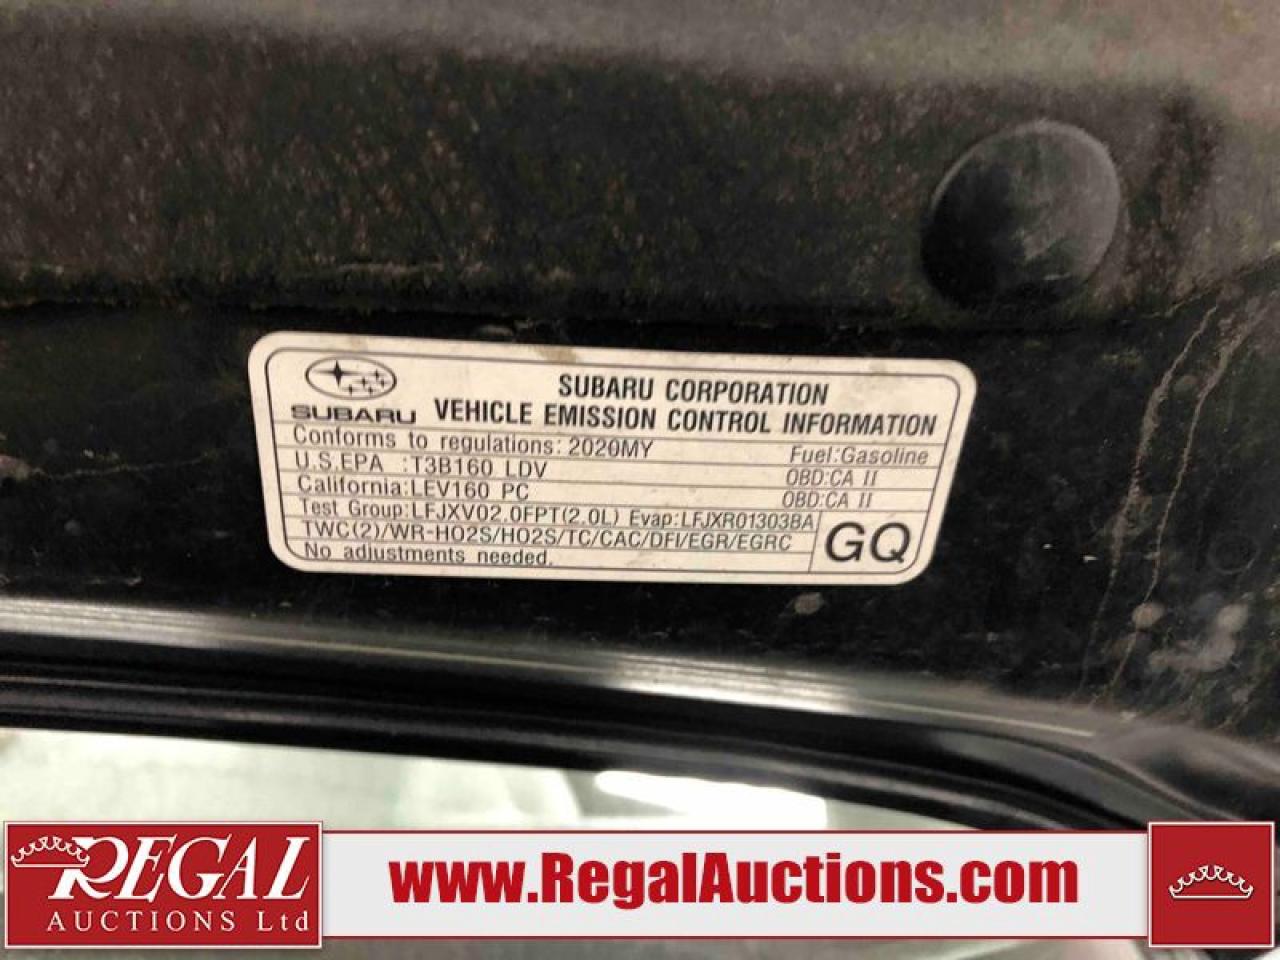 SUBARU CORPORATION
SUBARU VEHICLE EMISSION CONTROL INFORMATION
Conforms to regulations: 2020MY Fuel:Gasoline
U.S.EPA :T3B160 LDV OBD:CA II
California:LEV160 PC OBD:CA II
Test Group:LFJXV02.0FPT(2.0L) Evap:LFJXR01303BA
TWC(2)/WR-HO2S/HO2S/TC/CAC/DFI/EGR/EGRC
GQ
No adjustments needed.
REGAL
AUCTIONS Ltd
www.RegalAuctions.com